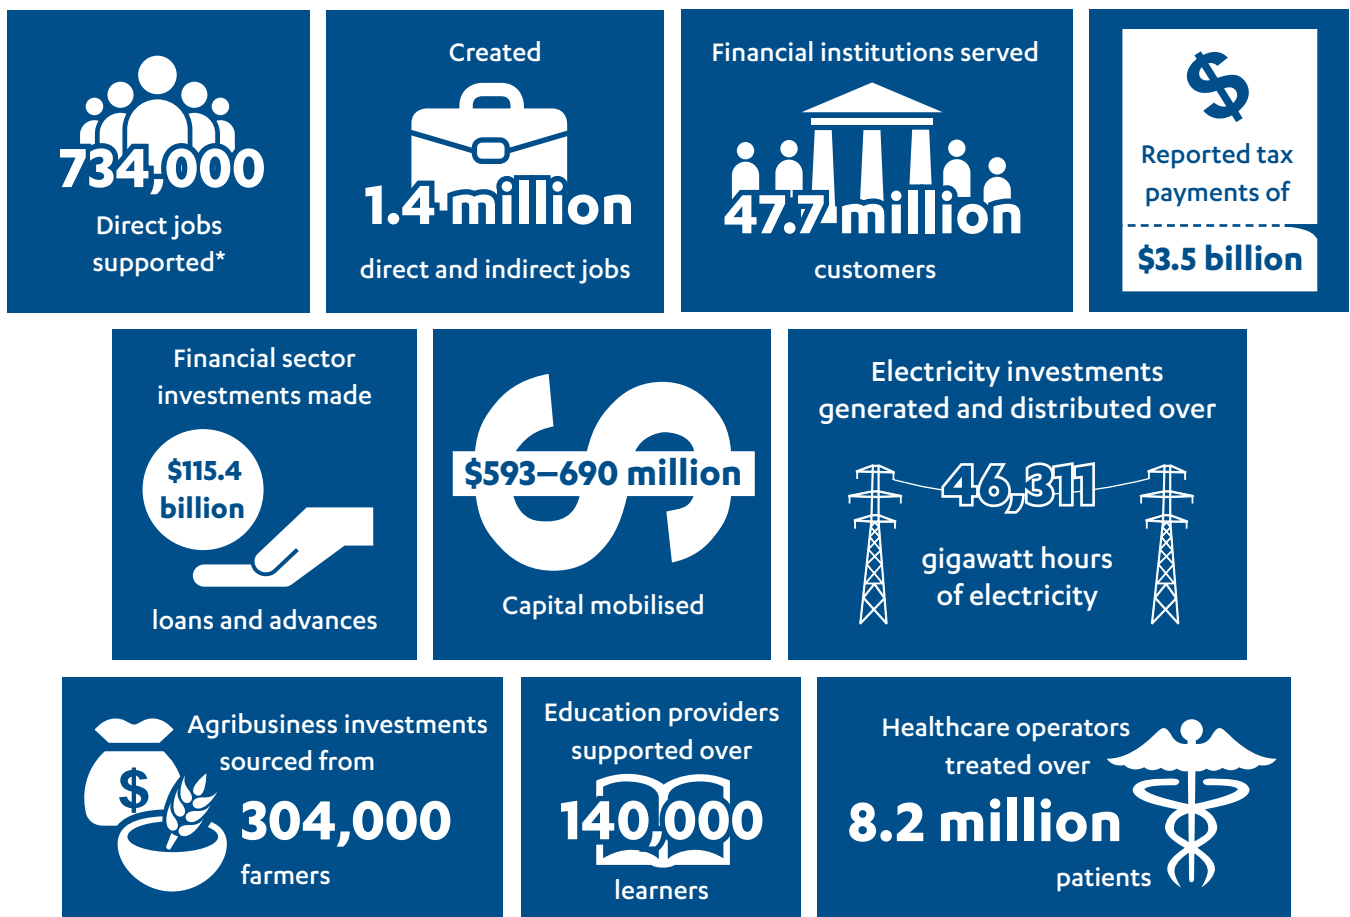 734,000
Direct jobs
supported*
Created
1.4 million
direct and indirect jobs
Financial institutions served
47.7 million
customers
$
Reported tax
payments of
$3.5 billion
Financial sector
investments made
$115.4
billion
loans and advances
$593–690 million
Capital mobilised
Electricity investments
generated and distributed over
46,311
gigawatt hours
of electricity
Agribusiness investments
sourced from
$
304,000
farmers
Education providers
supported over
140,000
learners
Healthcare operators
treated over
8.2 million
patients